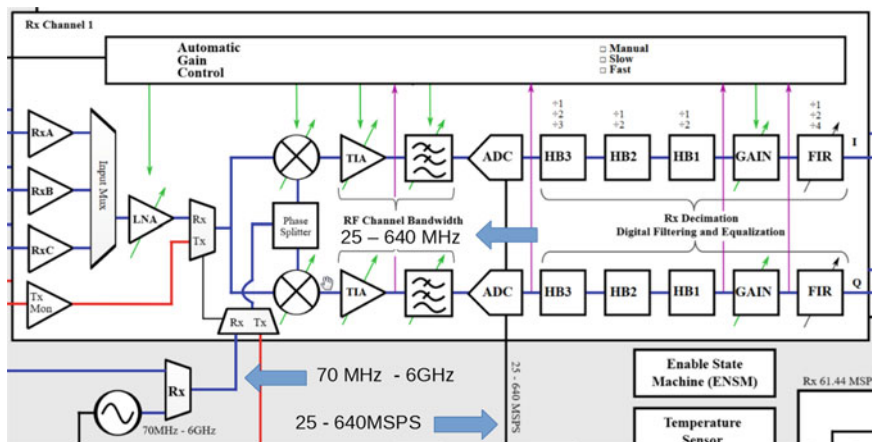 Rx Channel 1
Automatic
Gain
Control
□ Manual
□ Slow
□ Fast
÷1
÷2
÷3
÷1
÷2
÷1
÷2
÷1
÷2
÷4
RxA
RxB
RxC
Input Mux
LNA
Rx
Tx
TIA
ADC
HB3
HB2
HB1
GAIN
FIR
I
Phase
Splitter
RF Channel Bandwidth
25 – 640 MHz
Rx Decimation
Digital Filtering and Equalization
Tx
Mon
TIA
ADC
HB3
HB2
HB1
GAIN
FIR
Q
Rx Tx
Rx
70MHz - 6GHz
70 MHz - 6GHz
25 - 640MSPS
25 - 640 MSPS
Enable State
Machine (ENSM)
Temperature
Sensor
Rx 61.44 MSP